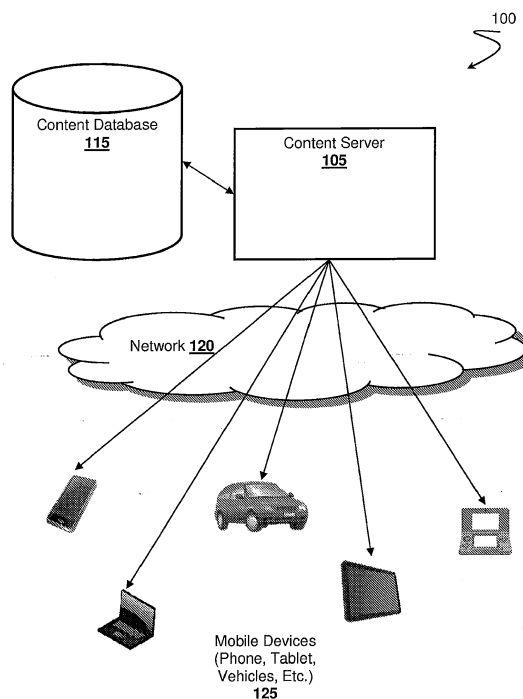 100
Content Database
115
Content Server
105
Network 120
Mobile Devices
(Phone, Tablet,
Vehicles, Etc.)
125